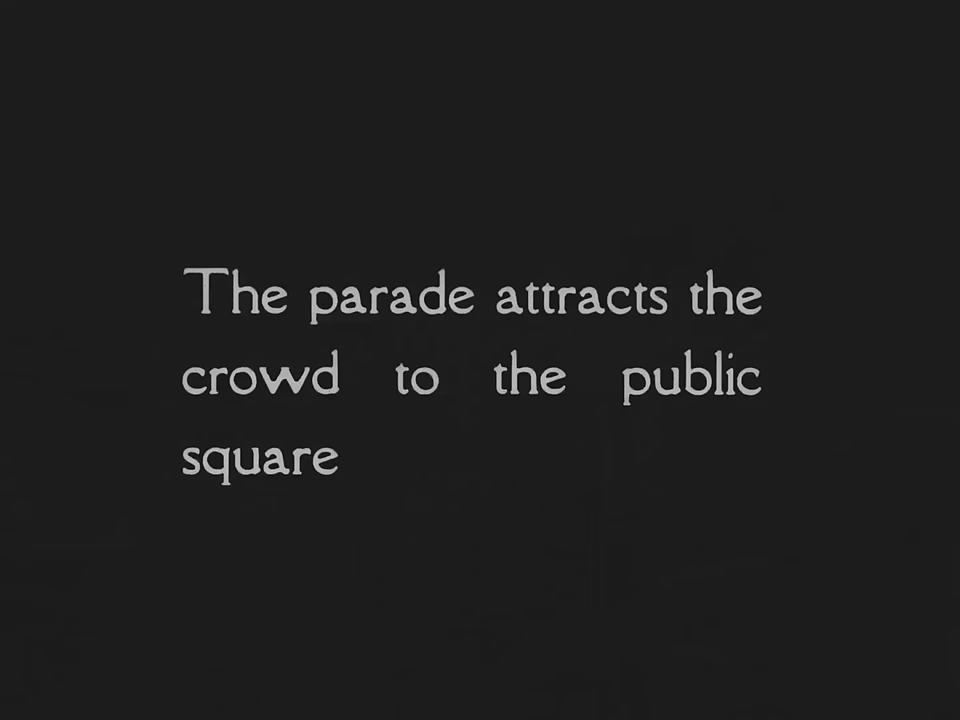 The parade attracts the
crowd to the public
square